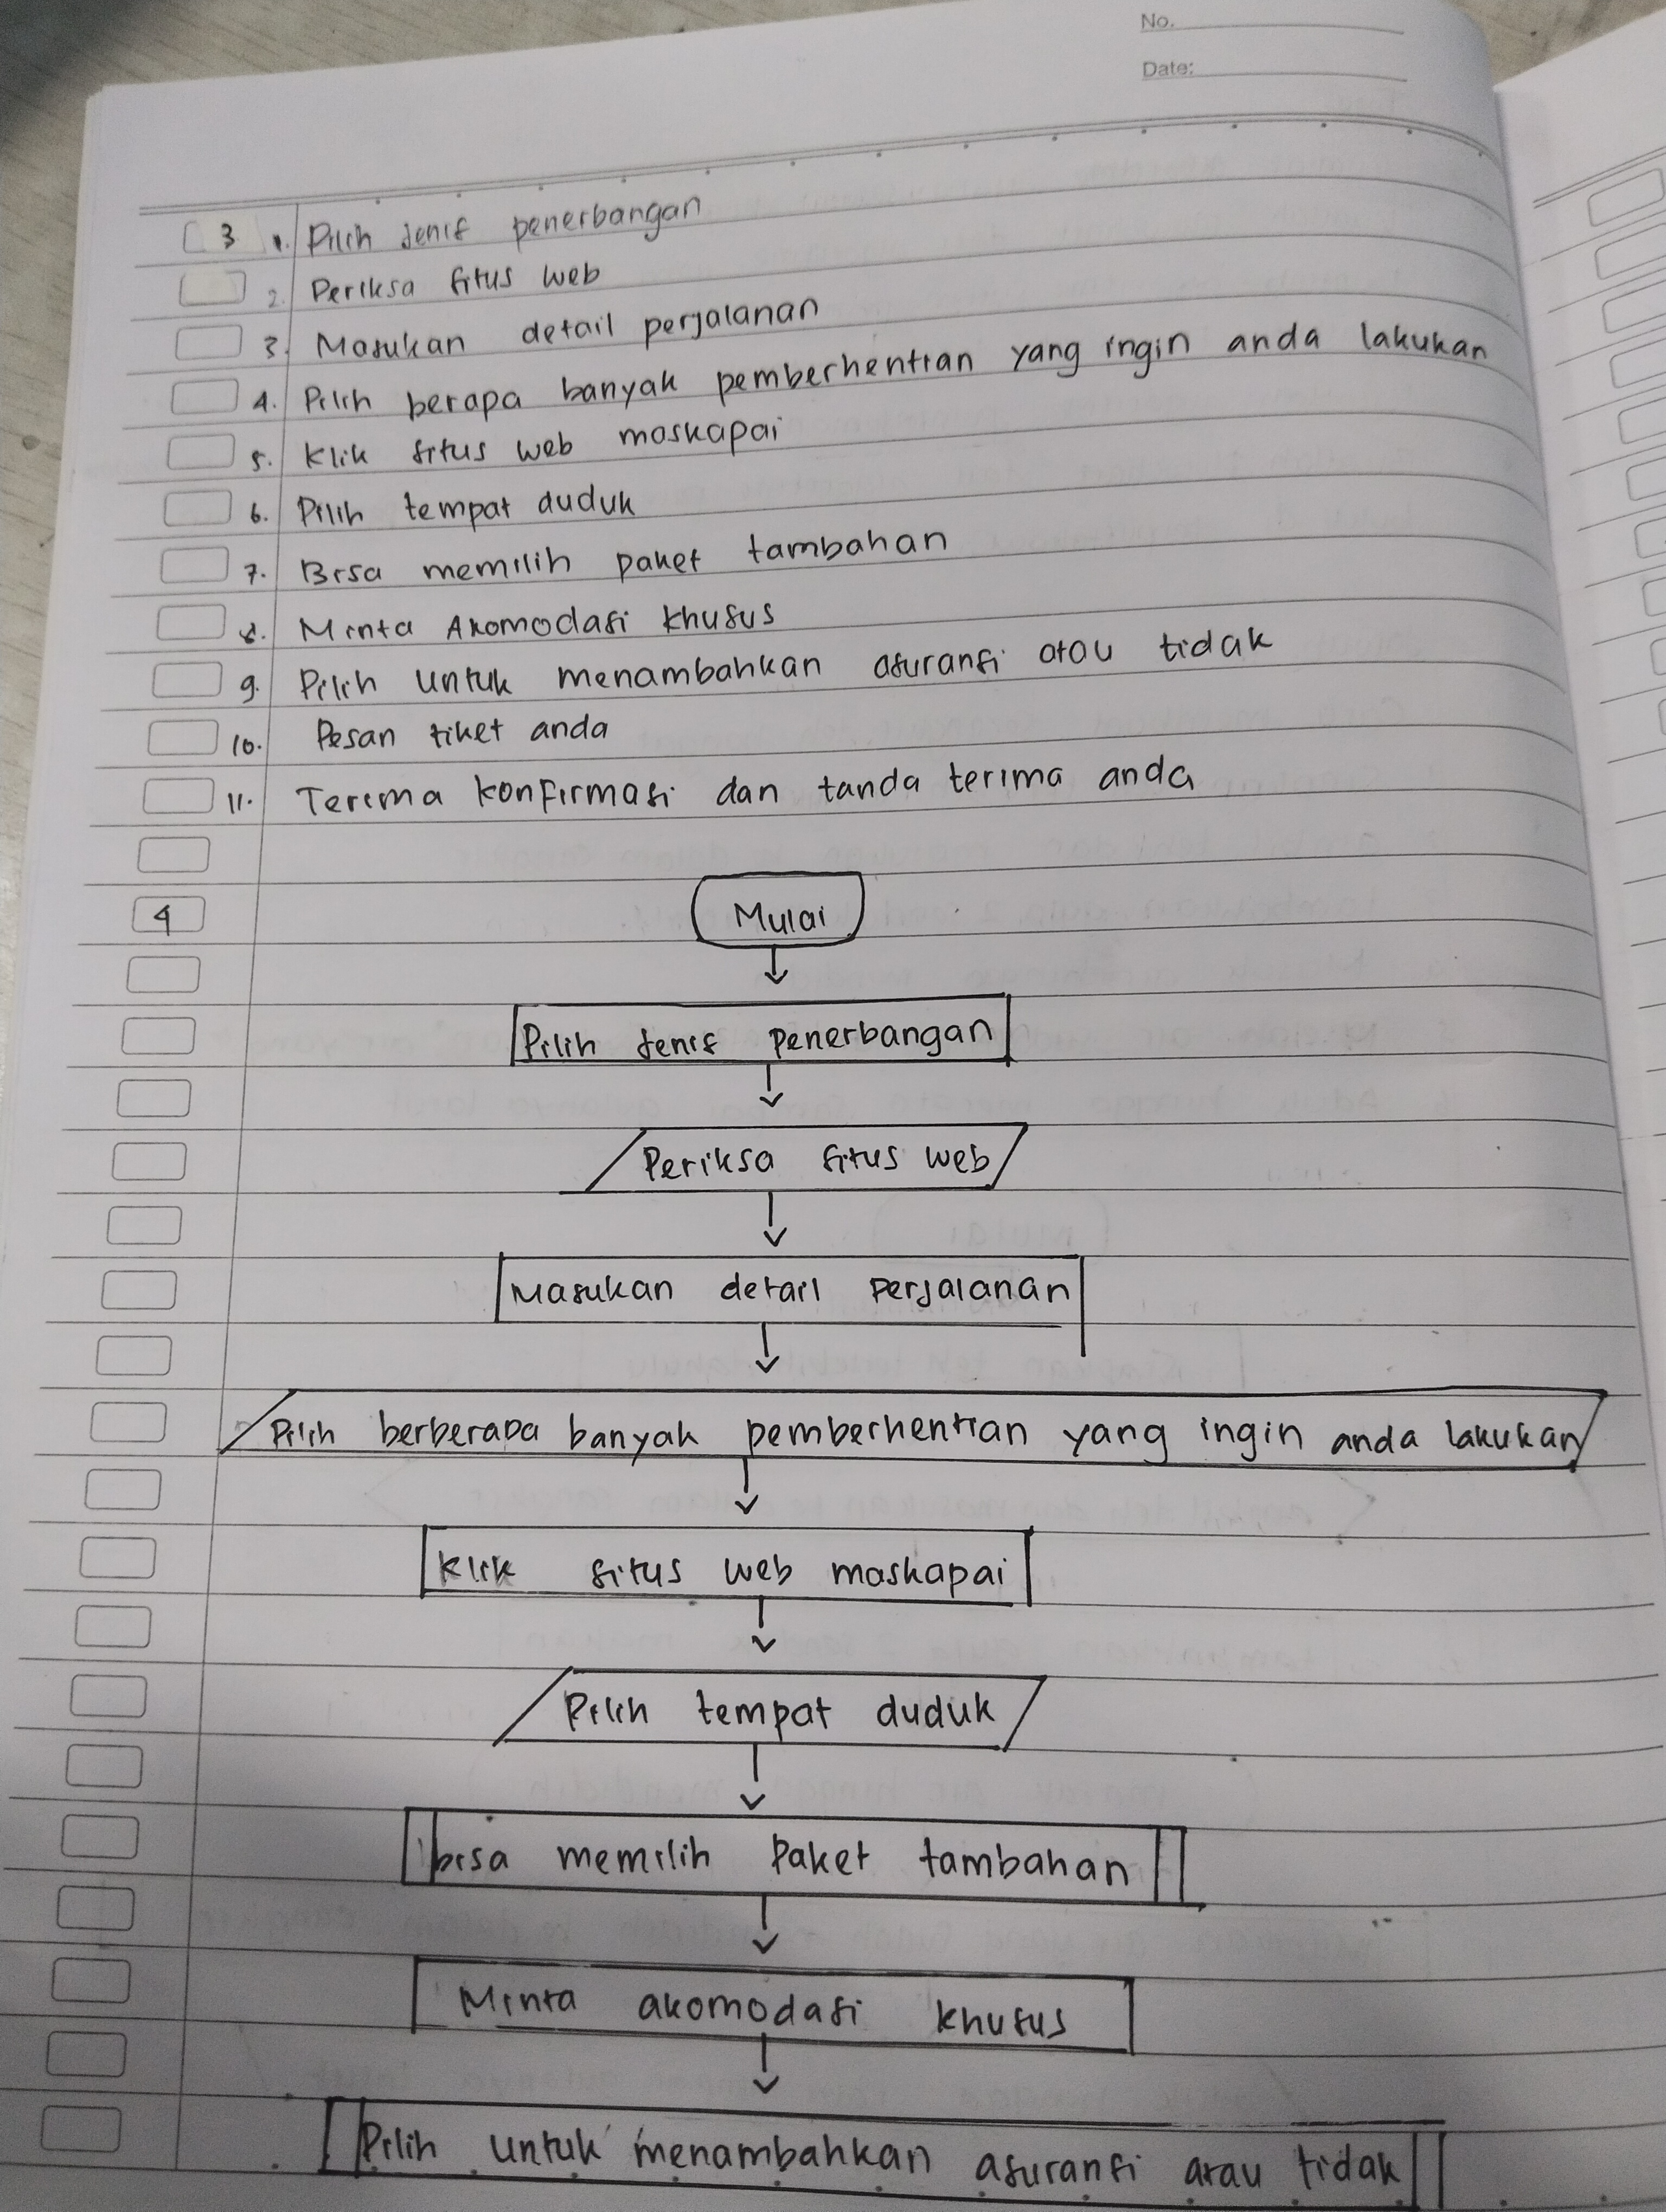 No.
Date:
3 1. Pilih Jenis penerbangan
2. Periksa situs web
3. Masukan detail perjalanan
4. Pilih berapa banyak pemberhentian yang ingin anda lakukan
5. Klik situs web maskapai
6. Pilih tempat duduk
7. Bisa memilih paket tambahan
8. Minta Akomodasi khusus
9. Pilih untuk menambahkan asuransi atau tidak
10. Pesan tiket anda
11. Terima konfirmasi dan tanda terima anda
4 Mulai
Pilih Jenis Penerbangan
Periksa situs web
Masukan detail Perjalanan
Pilih berberapa banyak pemberhentian yang ingin anda lakukan
Klik situs web maskapai
Pilih tempat duduk
bisa memilih Paket tambahan
Minta akomodasi khusus
Pilih untuk menambahkan asuransi atau tidak